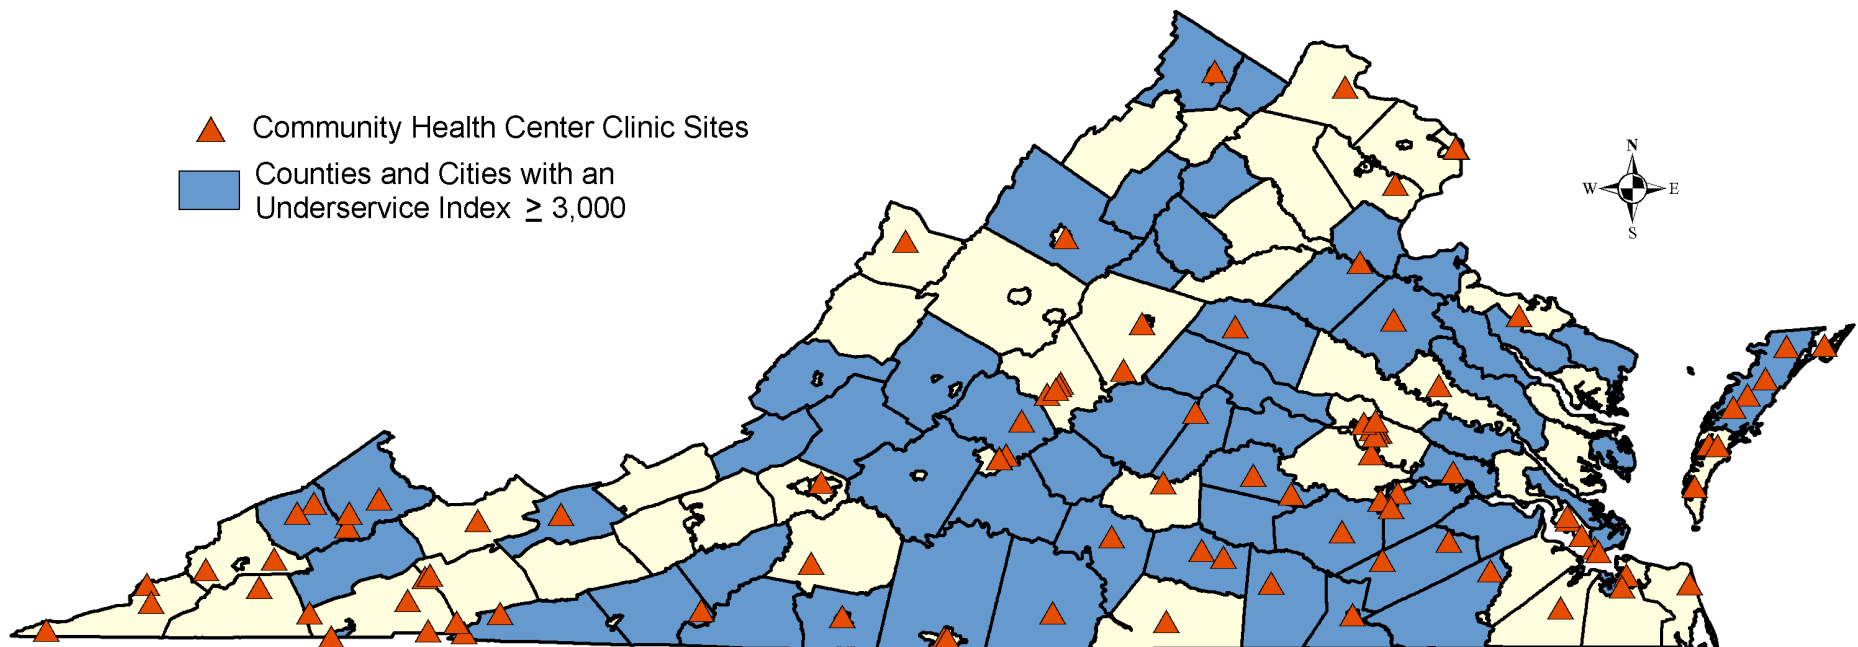 Community Health Center Clinic Sites
Counties and Cities with an
Underservice Index ≥ 3,000
N
W E
S